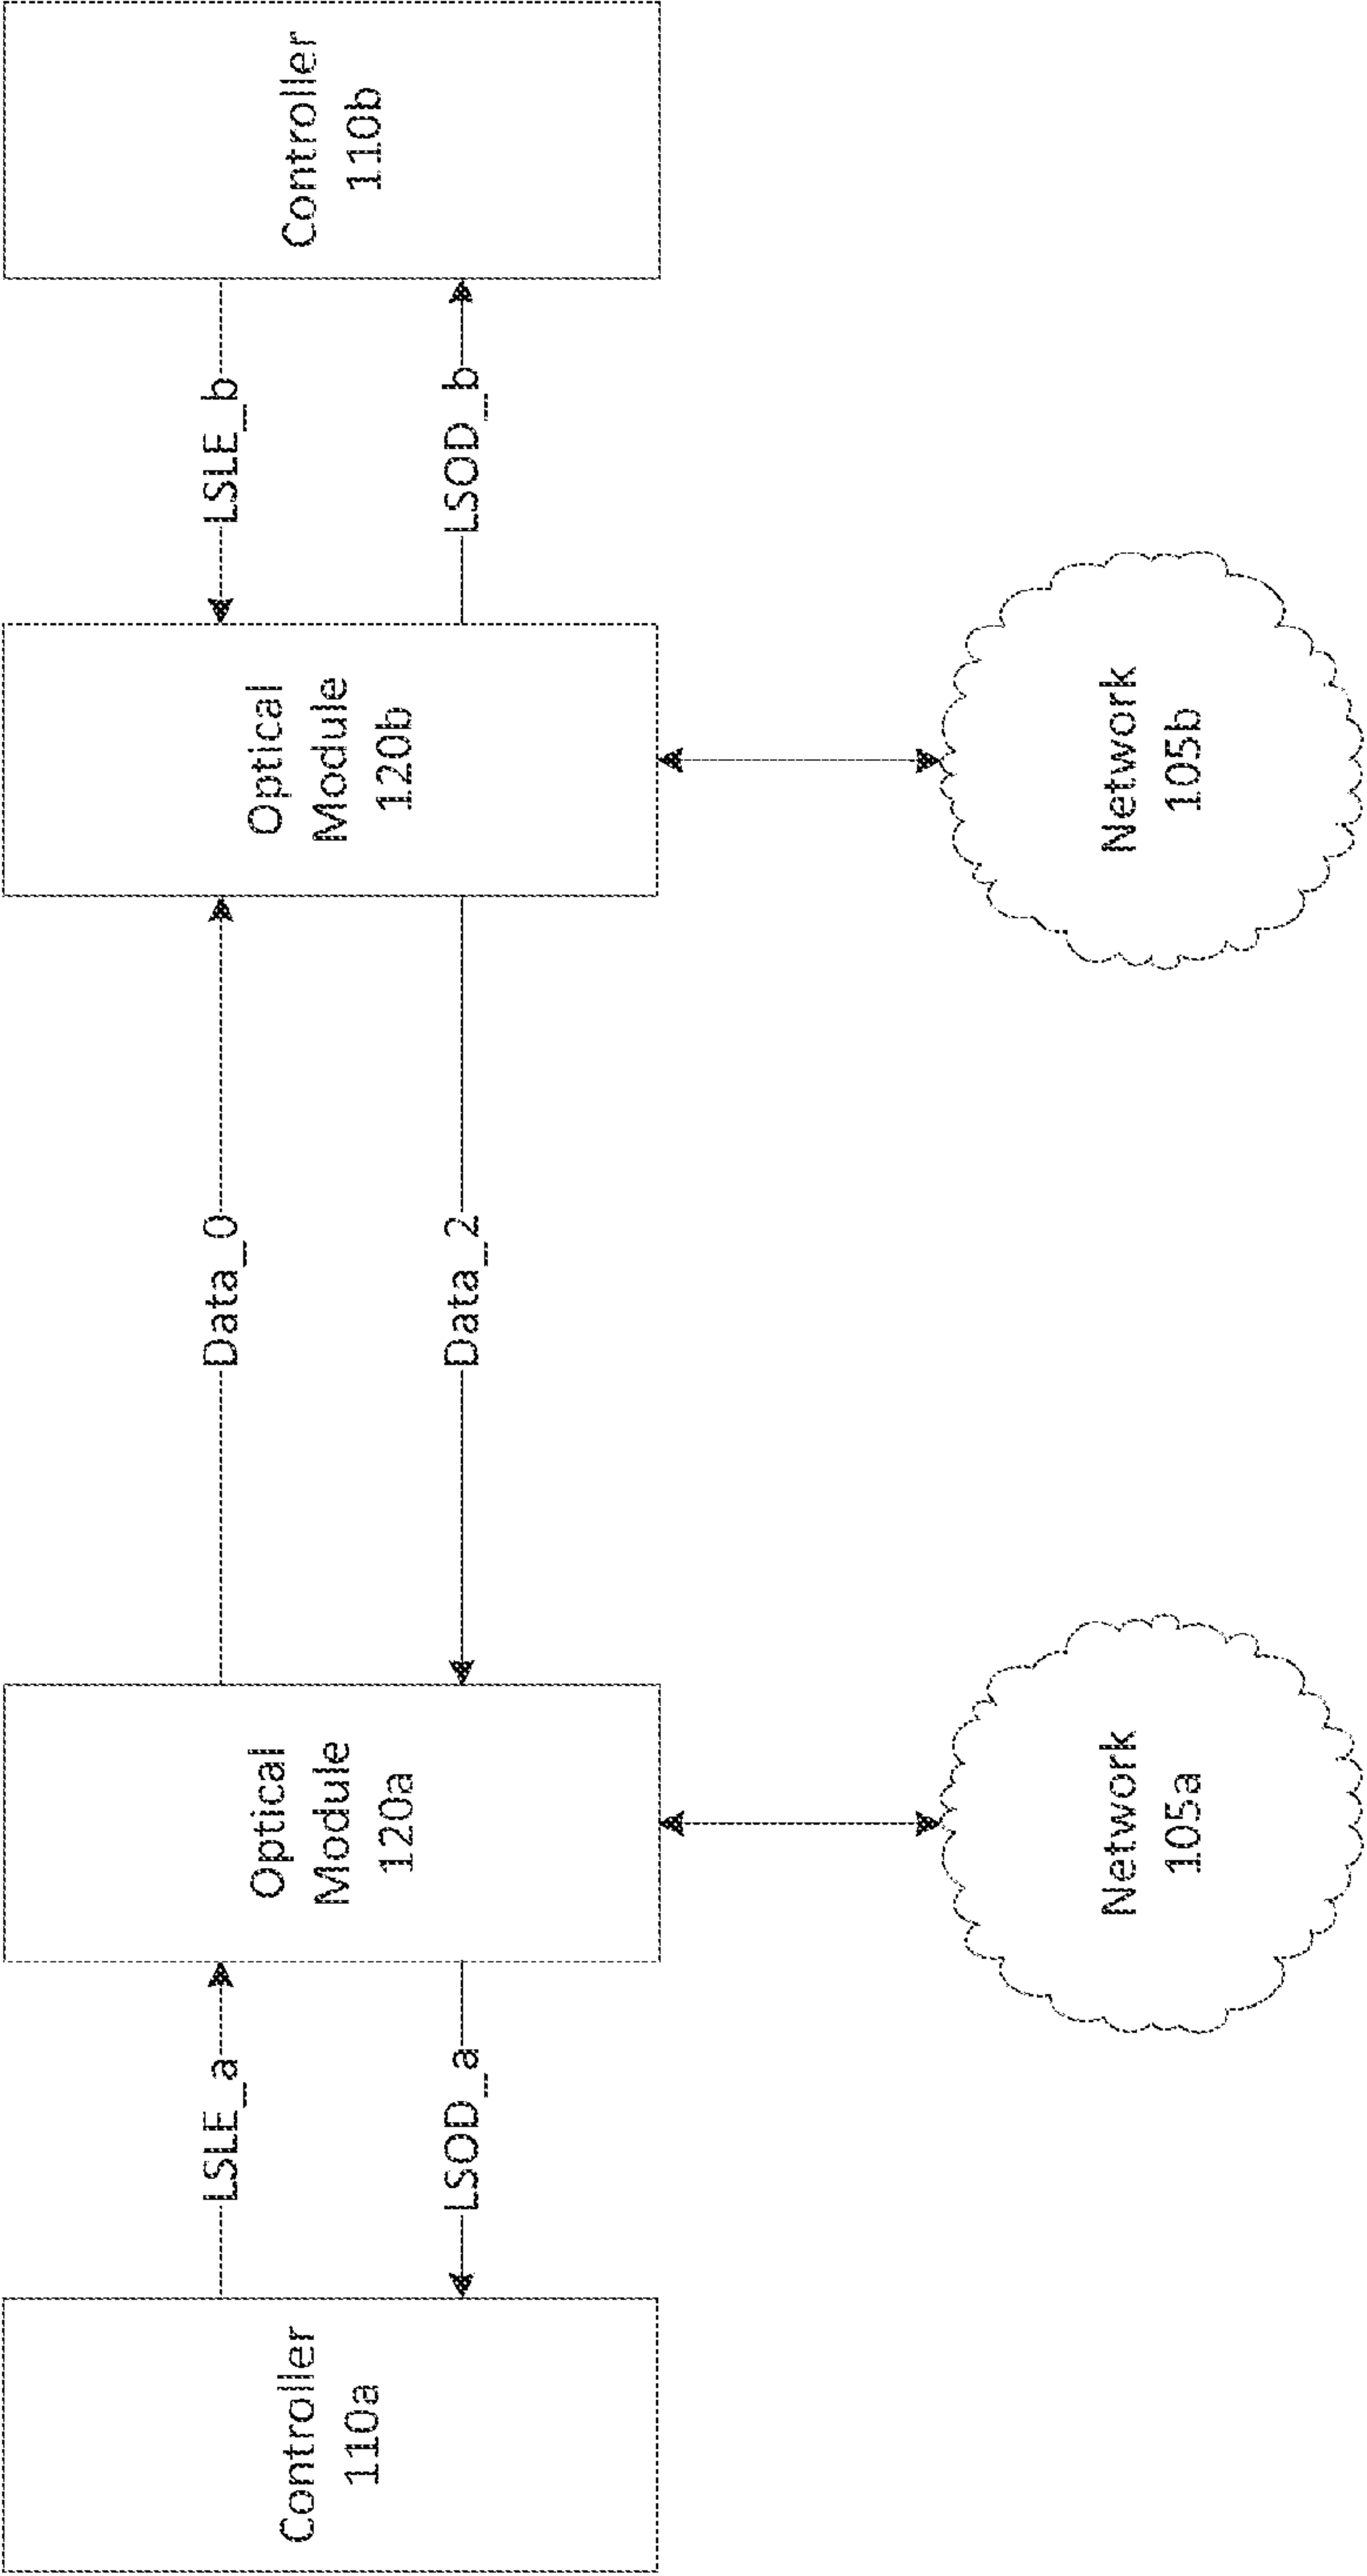 Controller
110a
LSLE_a
LSOD_a
Optical
Module
120a
Data_0
Data_2
Optical
Module
120b
LSLE_b
LSOD_b
Controller
110b
Network
105a
Network
105b